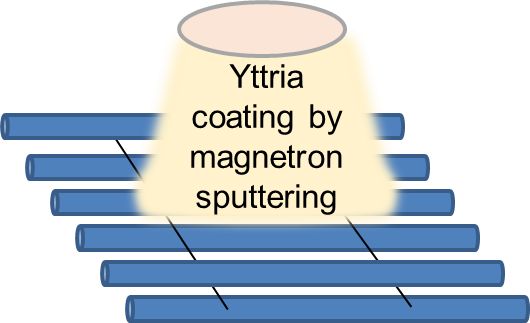 Yttria
coating by
magnetron
sputtering